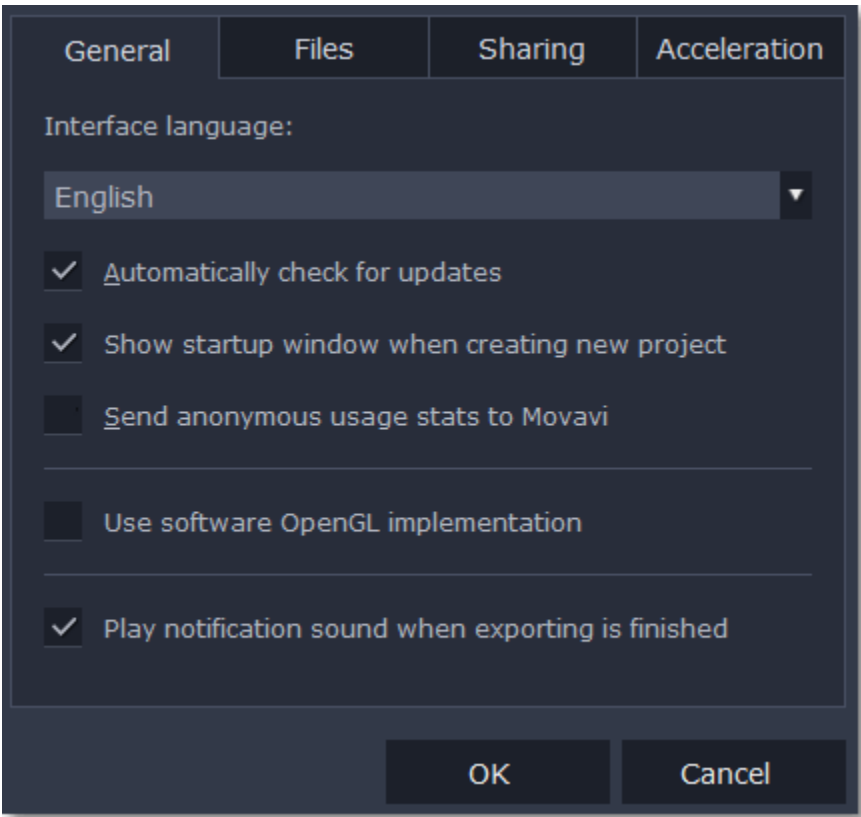 General Files Sharing Acceleration
Interface language:
English
Automatically check for updates
Show startup window when creating new project
Send anonymous usage stats to Movavi
Use software OpenGL implementation
Play notification sound when exporting is finished
OK Cancel